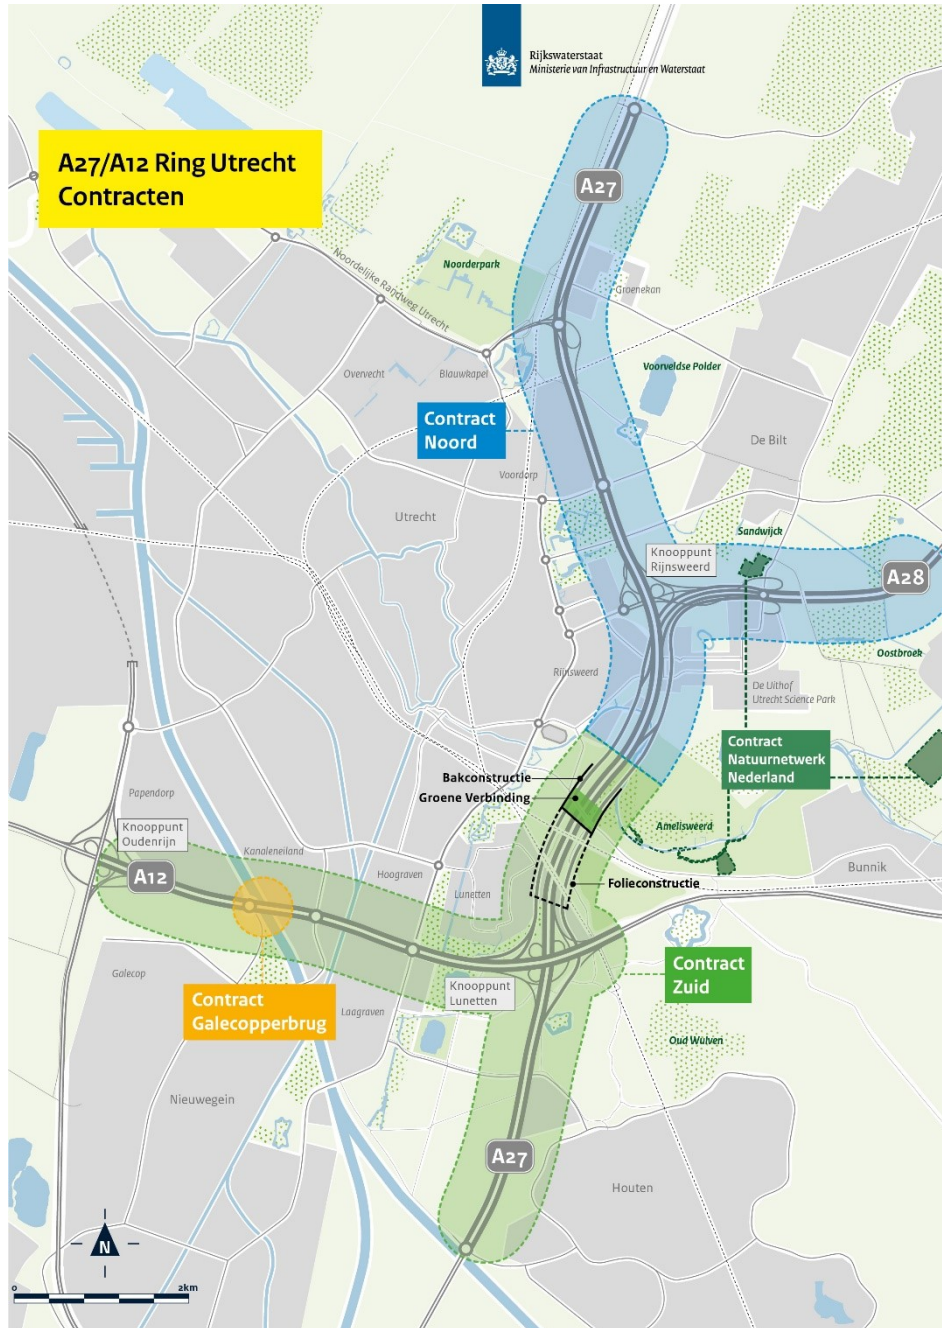 Rijkswaterstaat
Ministerie van Infrastructuur en Waterstaat
A27/A12 Ring Utrecht
Contracten
A27
Noorderpark
Noordelijke Randweg Utrecht
Groenekan
Overvecht
Blauwkapel
Voorveldse Polder
Contract
Noord
De Bilt
Voordorp
Utrecht
Sandwijck
Knooppunt
Rijnsweerd
A28
Oostbroek
Rijnsweerd
De Uithof
Utrecht Science Park
Contract
Natuurnetwerk
Nederland
Bakconstructie
Groene Verbinding
Papendorp
Knooppunt
Oudenrijn
Kanaleneiland
Amelisweerd
Bunnik
A12
Hoograven
Lunetten
Folieconstructie
Galecop
Knooppunt
Lunetten
Contract
Zuid
Contract
Galecopperbrug
Laagraven
Oud Wulven
Nieuwegein
A27
Houten
N
0
2km